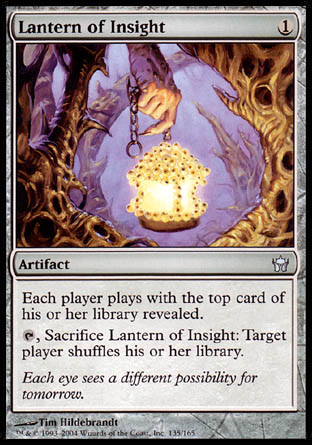 Lantern of Insight 1
Artifact
Each player plays with the top card of
his or her library revealed.
, Sacrifice Lantern of Insight: Target
player shuffles his or her library.
Each eye sees a different possibility for
tomorrow.
Tim Hildebrandt
™ & © 1993–2004 Wizards of the Coast, Inc. 135/165